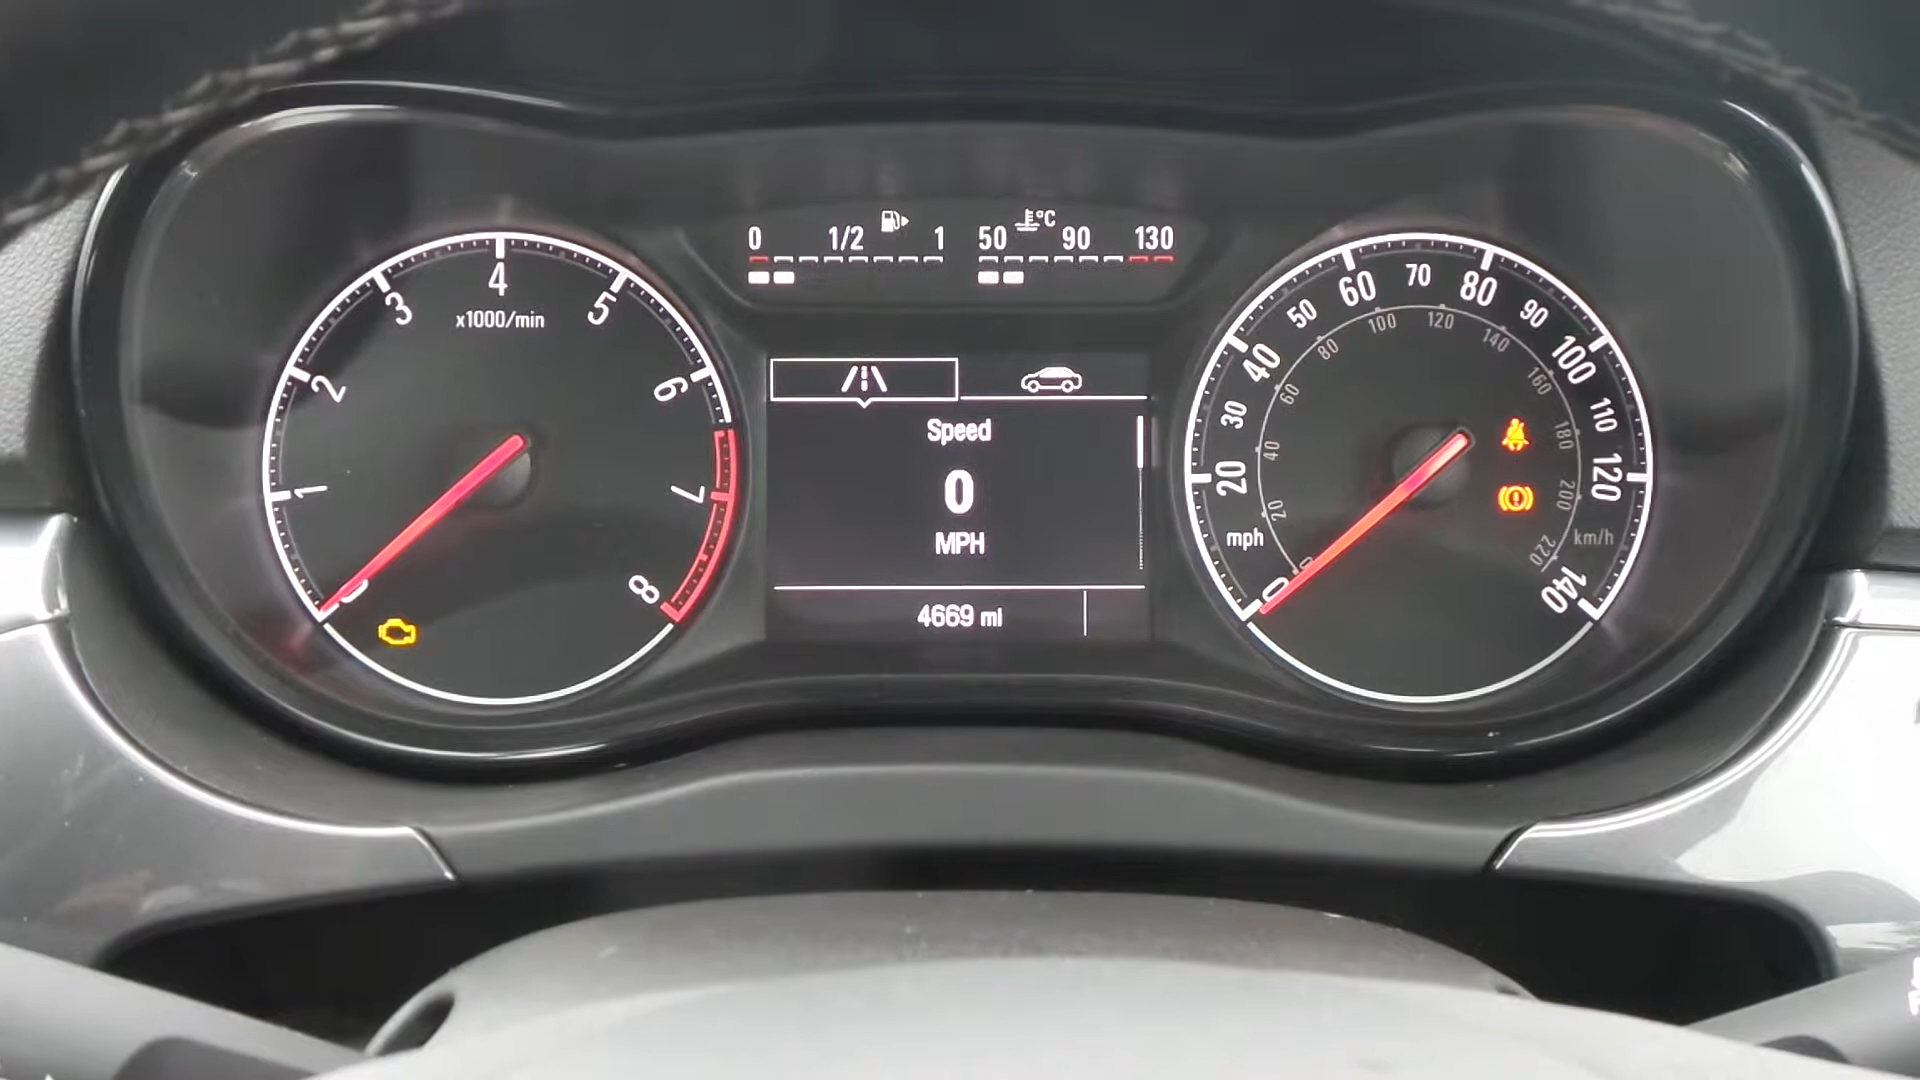 0 1/2 1
50 °C 90 130
1 2 3 4 5 6 7 8
x1000/min
Speed
0
MPH
4669 mi
0 20 30 40 50 60 70 80 90 100 110 120 140
0 20 40 60 80 100 120 140 160 180 200 220
mph
km/h